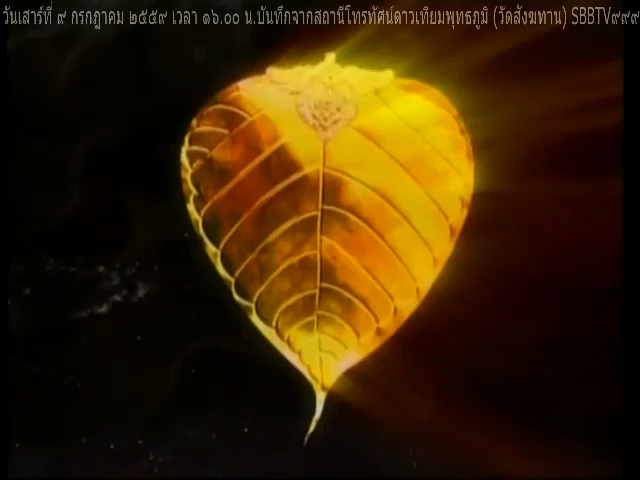 วันเสาร์ที่ ๙ กรกฎาคม ๒๕๕๙ เวลา ๑๖.๐๐ น.บันทึกจากสถานีโทรทัศน์ดาวเทียมพุทธภูมิ (วัดสังฆทาน) SBBTV๙๙๙